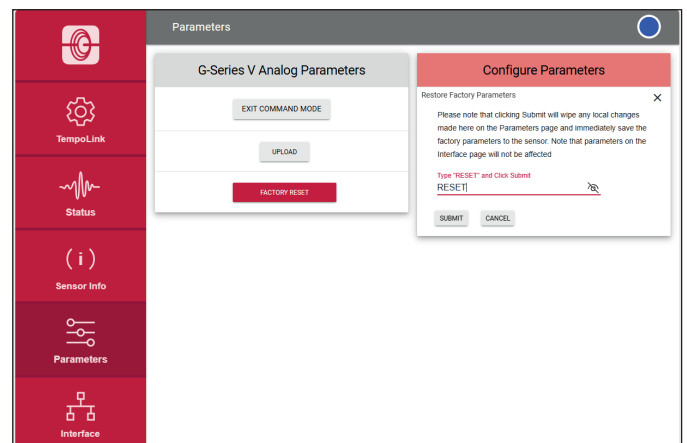 Parameters
TempoLink
Status
(i)
Sensor Info
Parameters
Interface
G-Series V Analog Parameters
EXIT COMMAND MODE
UPLOAD
FACTORY RESET
Configure Parameters
Restore Factory Parameters
Please note that clicking Submit will wipe any local changes
made here on the Parameters page and immediately save the
factory parameters to the sensor. Note that parameters on the
Interface page will not be affected
Type "RESET" and Click Submit
RESET
SUBMIT CANCEL